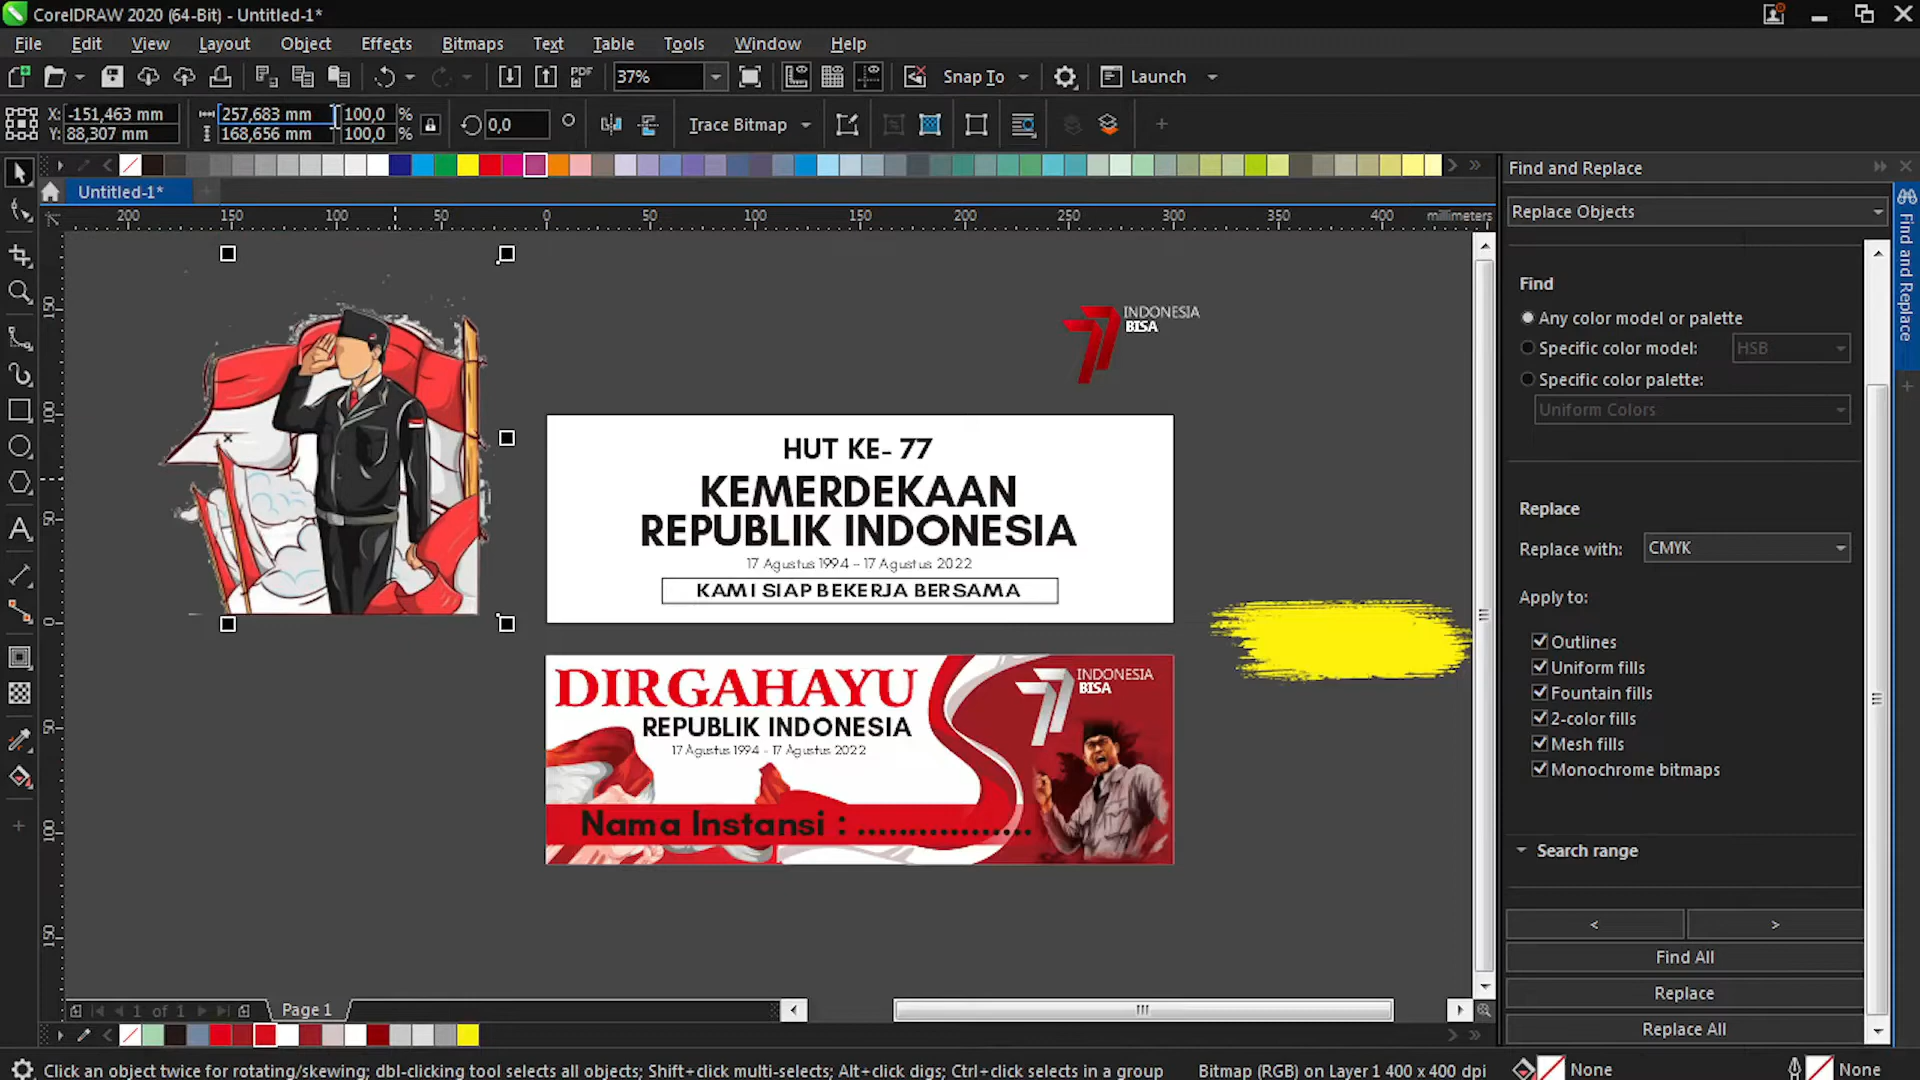 CorelDRAW 2020 (64-Bit) - Untitled-1*
File Edit View Layout Object Effects Bitmaps Text Table Tools Window Help
PDF 37% Snap To Launch
X: -151,463 mm 257,683 mm 100,0 %
Y: 88,307 mm 168,656 mm 100,0 %
0,0 Trace Bitmap
Untitled-1*
200 150 100 50 0 50 100 150 200 250 300 350 400 millimeters
150
100
50
0
50
100
150
INDONESIA
BISA
HUT KE- 77
KEMERDEKAAN
REPUBLIK INDONESIA
17 Agustus 1994 - 17 Agustus 2022
KAMI SIAP BEKERJA BERSAMA
DIRGAHAYU
REPUBLIK INDONESIA
17 Agustus 1994 - 17 Agustus 2022
INDONESIA
BISA
Nama Instansi : ..................
Find and Replace
Replace Objects
Find and Replace
Find
Any color model or palette
Specific color model: HSB
Specific color palette:
Uniform Colors
Replace
Replace with: CMYK
Apply to:
Outlines
Uniform fills
Fountain fills
2-color fills
Mesh fills
Monochrome bitmaps
Search range
< >
Find All
Replace
Replace All
1 of 1 Page 1
Click an object twice for rotating/skewing; dbl-clicking tool selects all objects; Shift+click multi-selects; Alt+click digs; Ctrl+click selects in a group Bitmap (RGB) on Layer 1 400 x 400 dpi None None